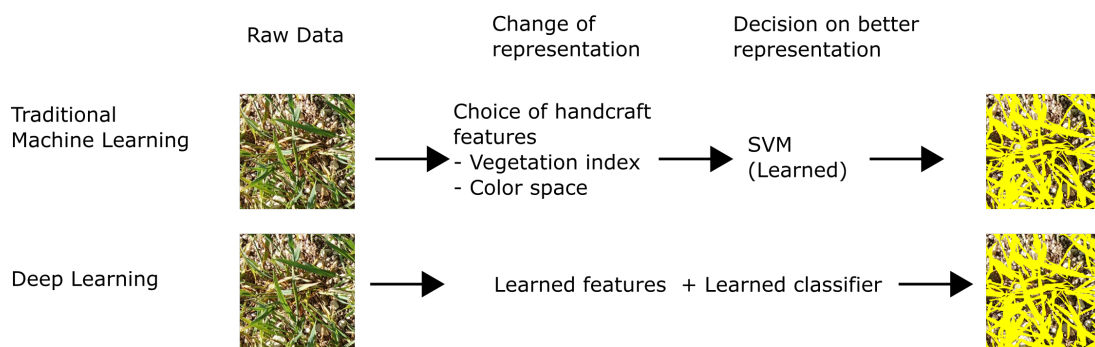 Raw Data
Change of
representation
Decision on better
representation
Traditional
Machine Learning
Choice of handcraft
features
- Vegetation index
- Color space
SVM
(Learned)
Deep Learning
Learned features + Learned classifier